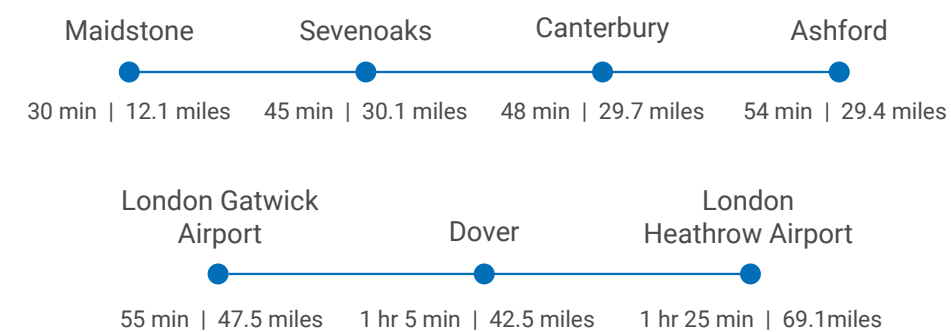 Maidstone Sevenoaks Canterbury Ashford
30 min | 12.1 miles 45 min | 30.1 miles 48 min | 29.7 miles 54 min | 29.4 miles
London Gatwick
Airport
Dover
London
Heathrow Airport
55 min | 47.5 miles 1 hr 5 min | 42.5 miles 1 hr 25 min | 69.1miles